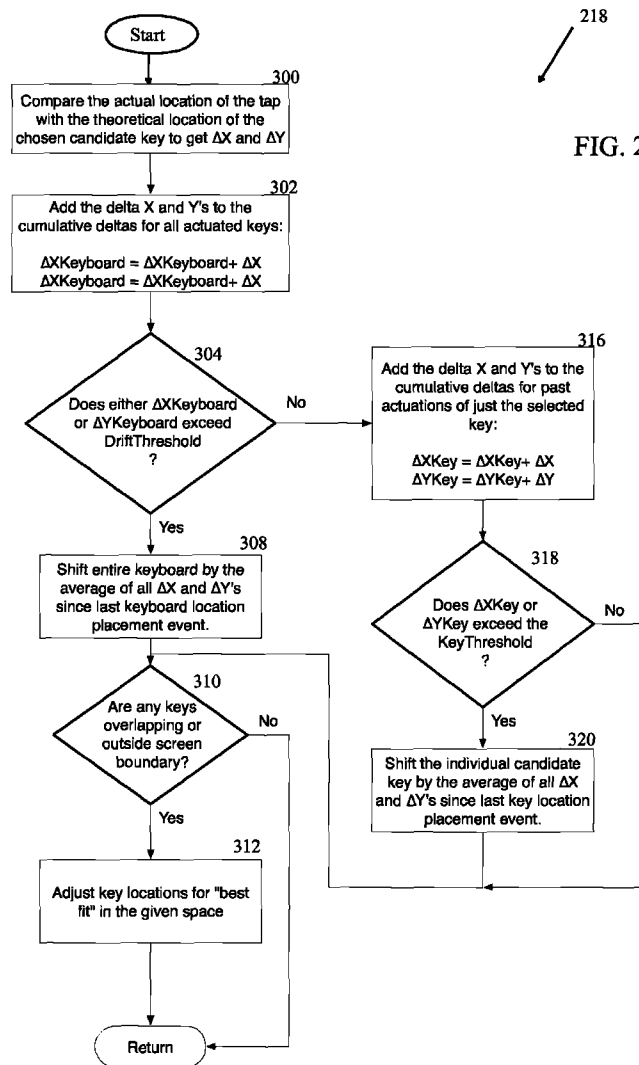 Start
218
300
Compare the actual location of the tap
with the theoretical location of the
chosen candidate key to get ΔX and ΔY
FIG. 2
302
Add the delta X and Y's to the
cumulative deltas for all actuated keys:
ΔXKeyboard = ΔXKeyboard+ ΔX
ΔXKeyboard = ΔXKeyboard+ ΔX
304
Does either ΔXKeyboard
or ΔYKeyboard exceed
DriftThreshold
?
No
Yes
316
Add the delta X and Y's to the
cumulative deltas for past
actuations of just the selected
key:
ΔXKey = ΔXKey+ ΔX
ΔYKey = ΔYKey+ ΔY
308
Shift entire keyboard by the
average of all ΔX and ΔY's
since last keyboard location
placement event.
318
Does ΔXKey or
ΔYKey exceed the
KeyThreshold
?
No
Yes
310
Are any keys
overlapping or
outside screen
boundary?
No
Yes
320
Shift the individual candidate
key by the average of all ΔX
and ΔY's since last key location
placement event.
312
Adjust key locations for "best
fit" in the given space
Return